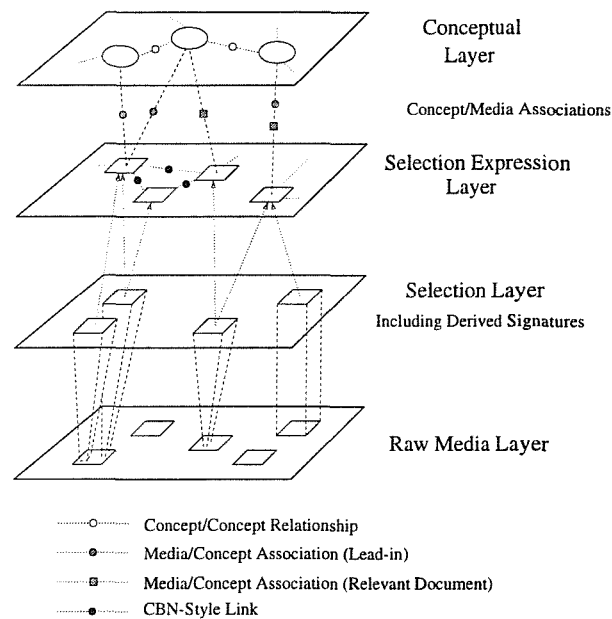 Conceptual
Layer
Concept/Media Associations
Selection Expression
Layer
Selection Layer
Including Derived Signatures
Raw Media Layer
Concept/Concept Relationship
Media/Concept Association (Lead-in)
Media/Concept Association (Relevant Document)
CBN-Style Link